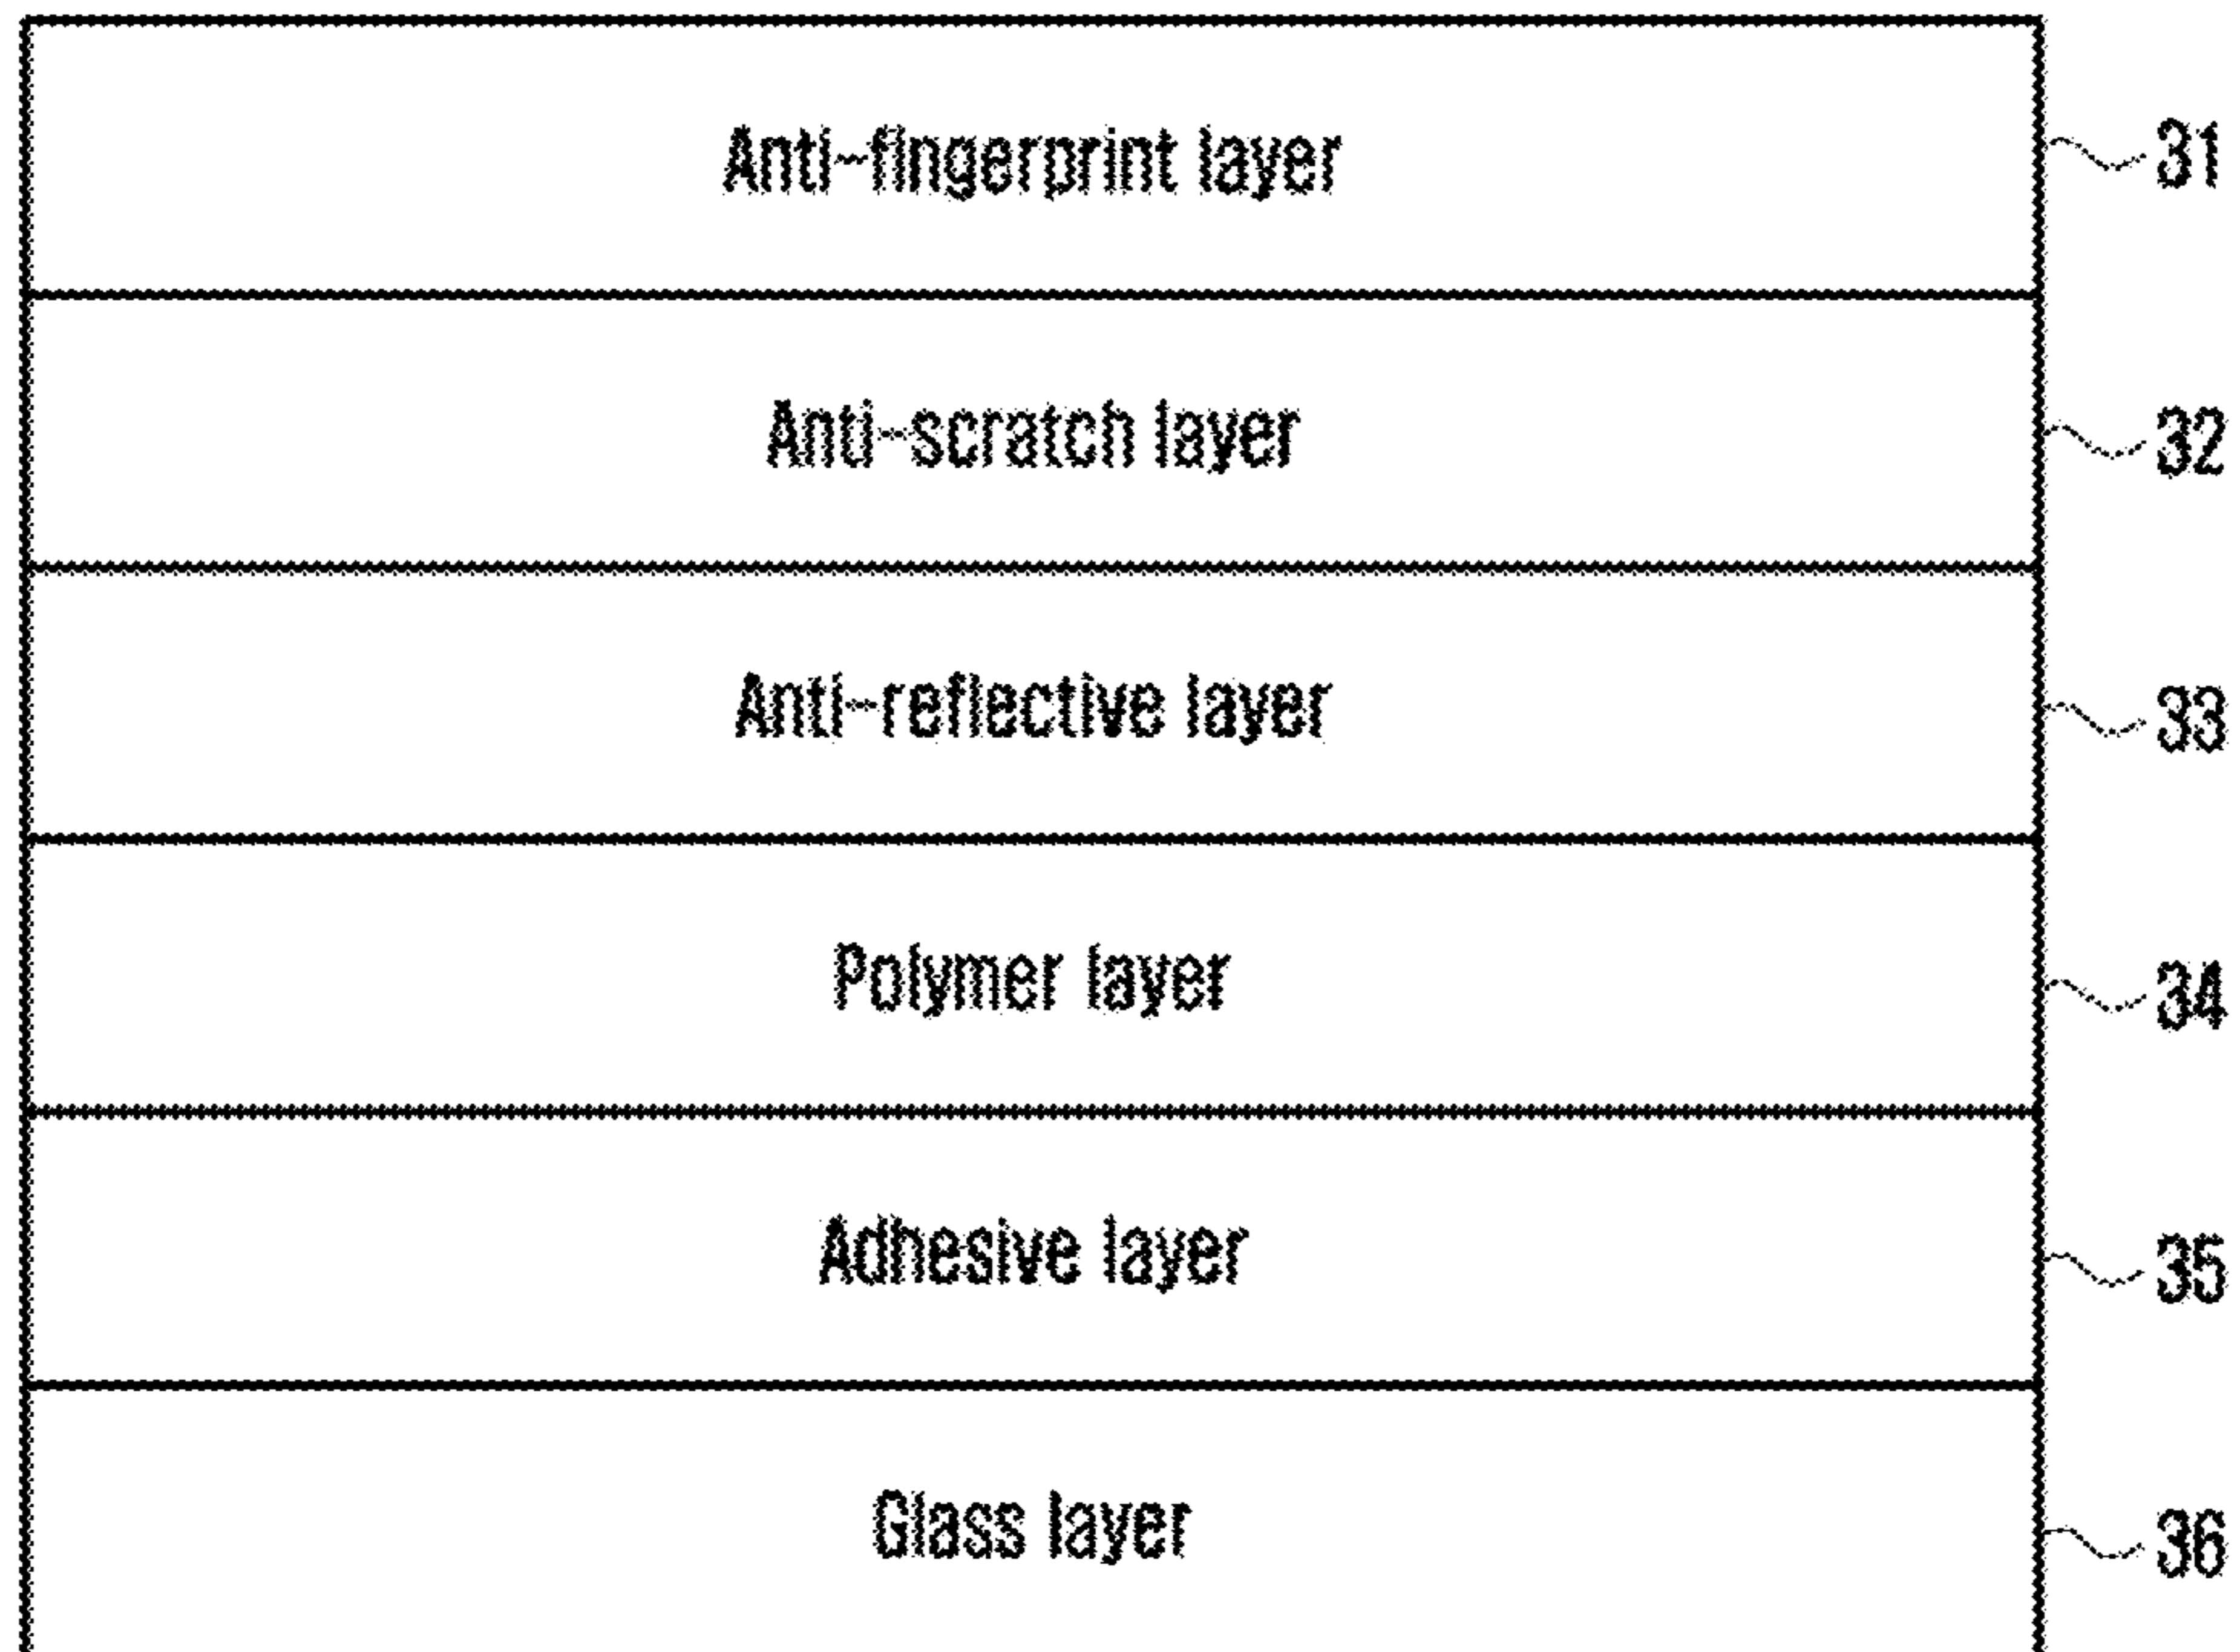 Anti-fingerprint layer 31
Anti-scratch layer 32
Anti-reflective layer 33
Polymer layer 34
Adhesive layer 35
Glass layer 36